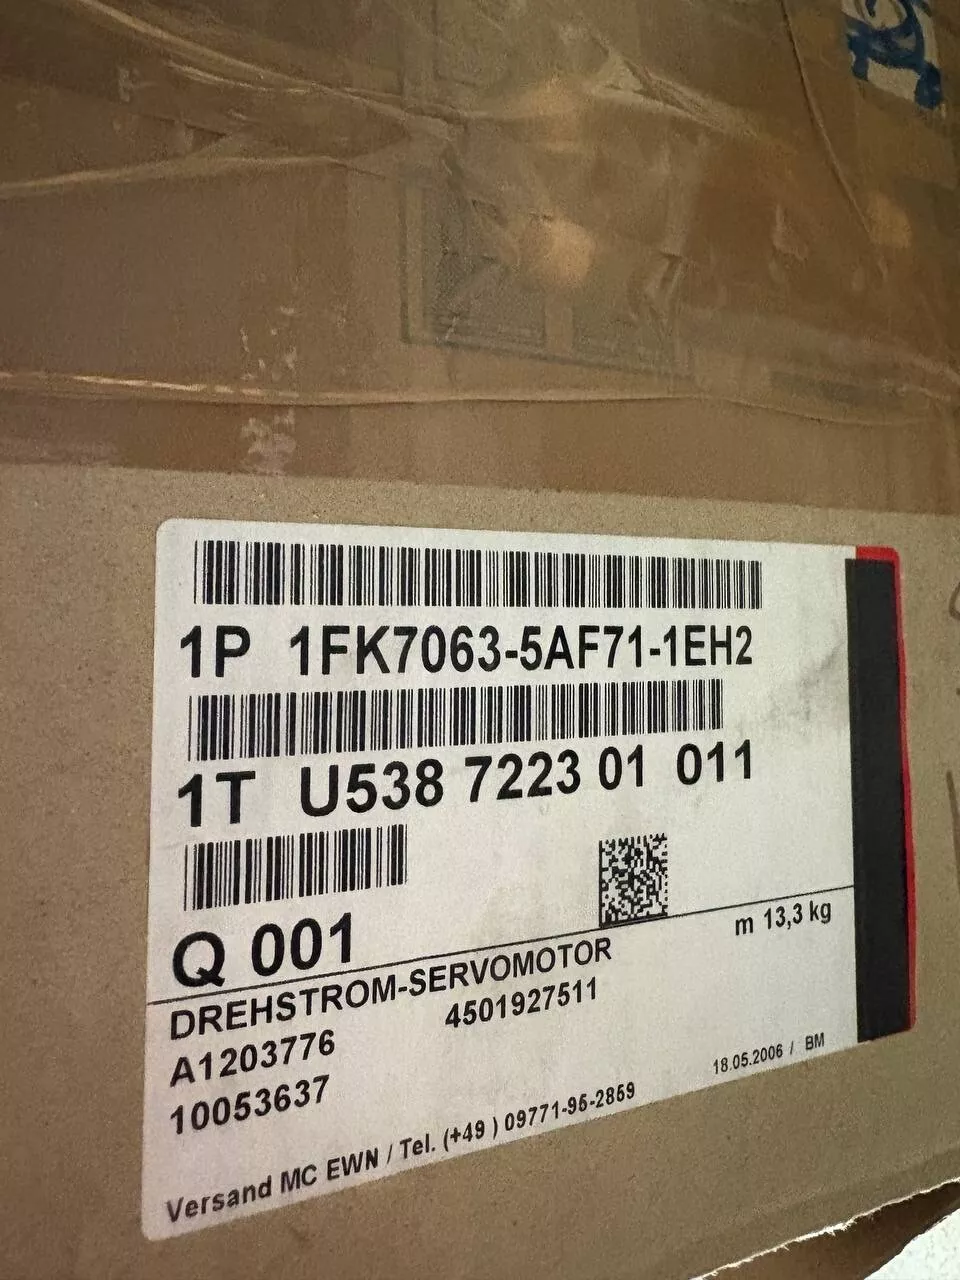 1P 1FK7063-5AF71-1EH2
1T U538 7223 01 011
Q 001
m 13,3 kg
DREHSTROM-SERVOMOTOR
A1203776 4501927511
10053637
18.05.2006 / BM
Versand MC EWN / Tel. (+49 ) 09771-95-2859